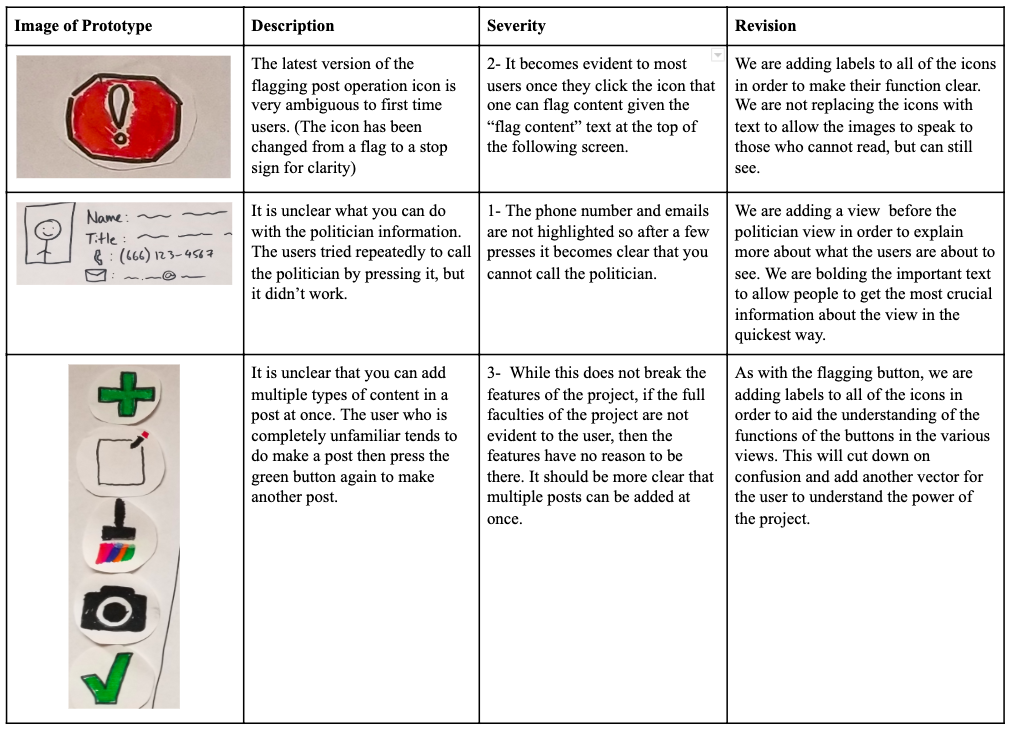 Image of Prototype
Description
Severity
Revision
The latest version of the
flagging post operation icon is
very ambiguous to first time
users. (The icon has been
changed from a flag to a stop
sign for clarity)
2- It becomes evident to most
users once they click the icon that
one can flag content given the
“flag content” text at the top of
the following screen.
We are adding labels to all of the icons
in order to make their function clear.
We are not replacing the icons with
text to allow the images to speak to
those who cannot read, but can still
see.
Name:
Title:
: (666) 123-4567
: @
It is unclear what you can do
with the politician information.
The users tried repeatedly to call
the politician by pressing it, but
it didn’t work.
1- The phone number and emails
are not highlighted so after a few
presses it becomes clear that you
cannot call the politician.
We are adding a view before the
politician view in order to explain
more about what the users are about to
see. We are bolding the important text
to allow people to get the most crucial
information about the view in the
quickest way.
It is unclear that you can add
multiple types of content in a
post at once. The user who is
completely unfamiliar tends to
do make a post then press the
green button again to make
another post.
3- While this does not break the
features of the project, if the full
faculties of the project are not
evident to the user, then the
features have no reason to be
there. It should be more clear that
multiple posts can be added at
once.
As with the flagging button, we are
adding labels to all of the icons in
order to aid the understanding of the
functions of the buttons in the various
views. This will cut down on
confusion and add another vector for
the user to understand the power of
the project.